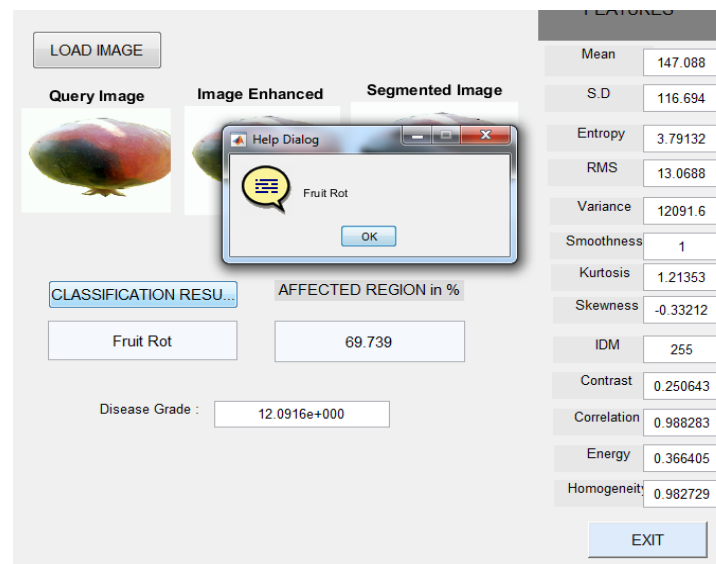 FEATURES
LOAD IMAGE
Query Image
Image Enhanced
Segmented Image
Help Dialog
Fruit Rot
OK
CLASSIFICATION RESU...
AFFECTED REGION in %
Fruit Rot
69.739
Disease Grade :
12.0916e+000
Mean
147.088
S.D
116.694
Entropy
3.79132
RMS
13.0688
Variance
12091.6
Smoothness
1
Kurtosis
1.21353
Skewness
-0.33212
IDM
255
Contrast
0.250643
Correlation
0.988283
Energy
0.366405
Homogeneit
0.982729
EXIT